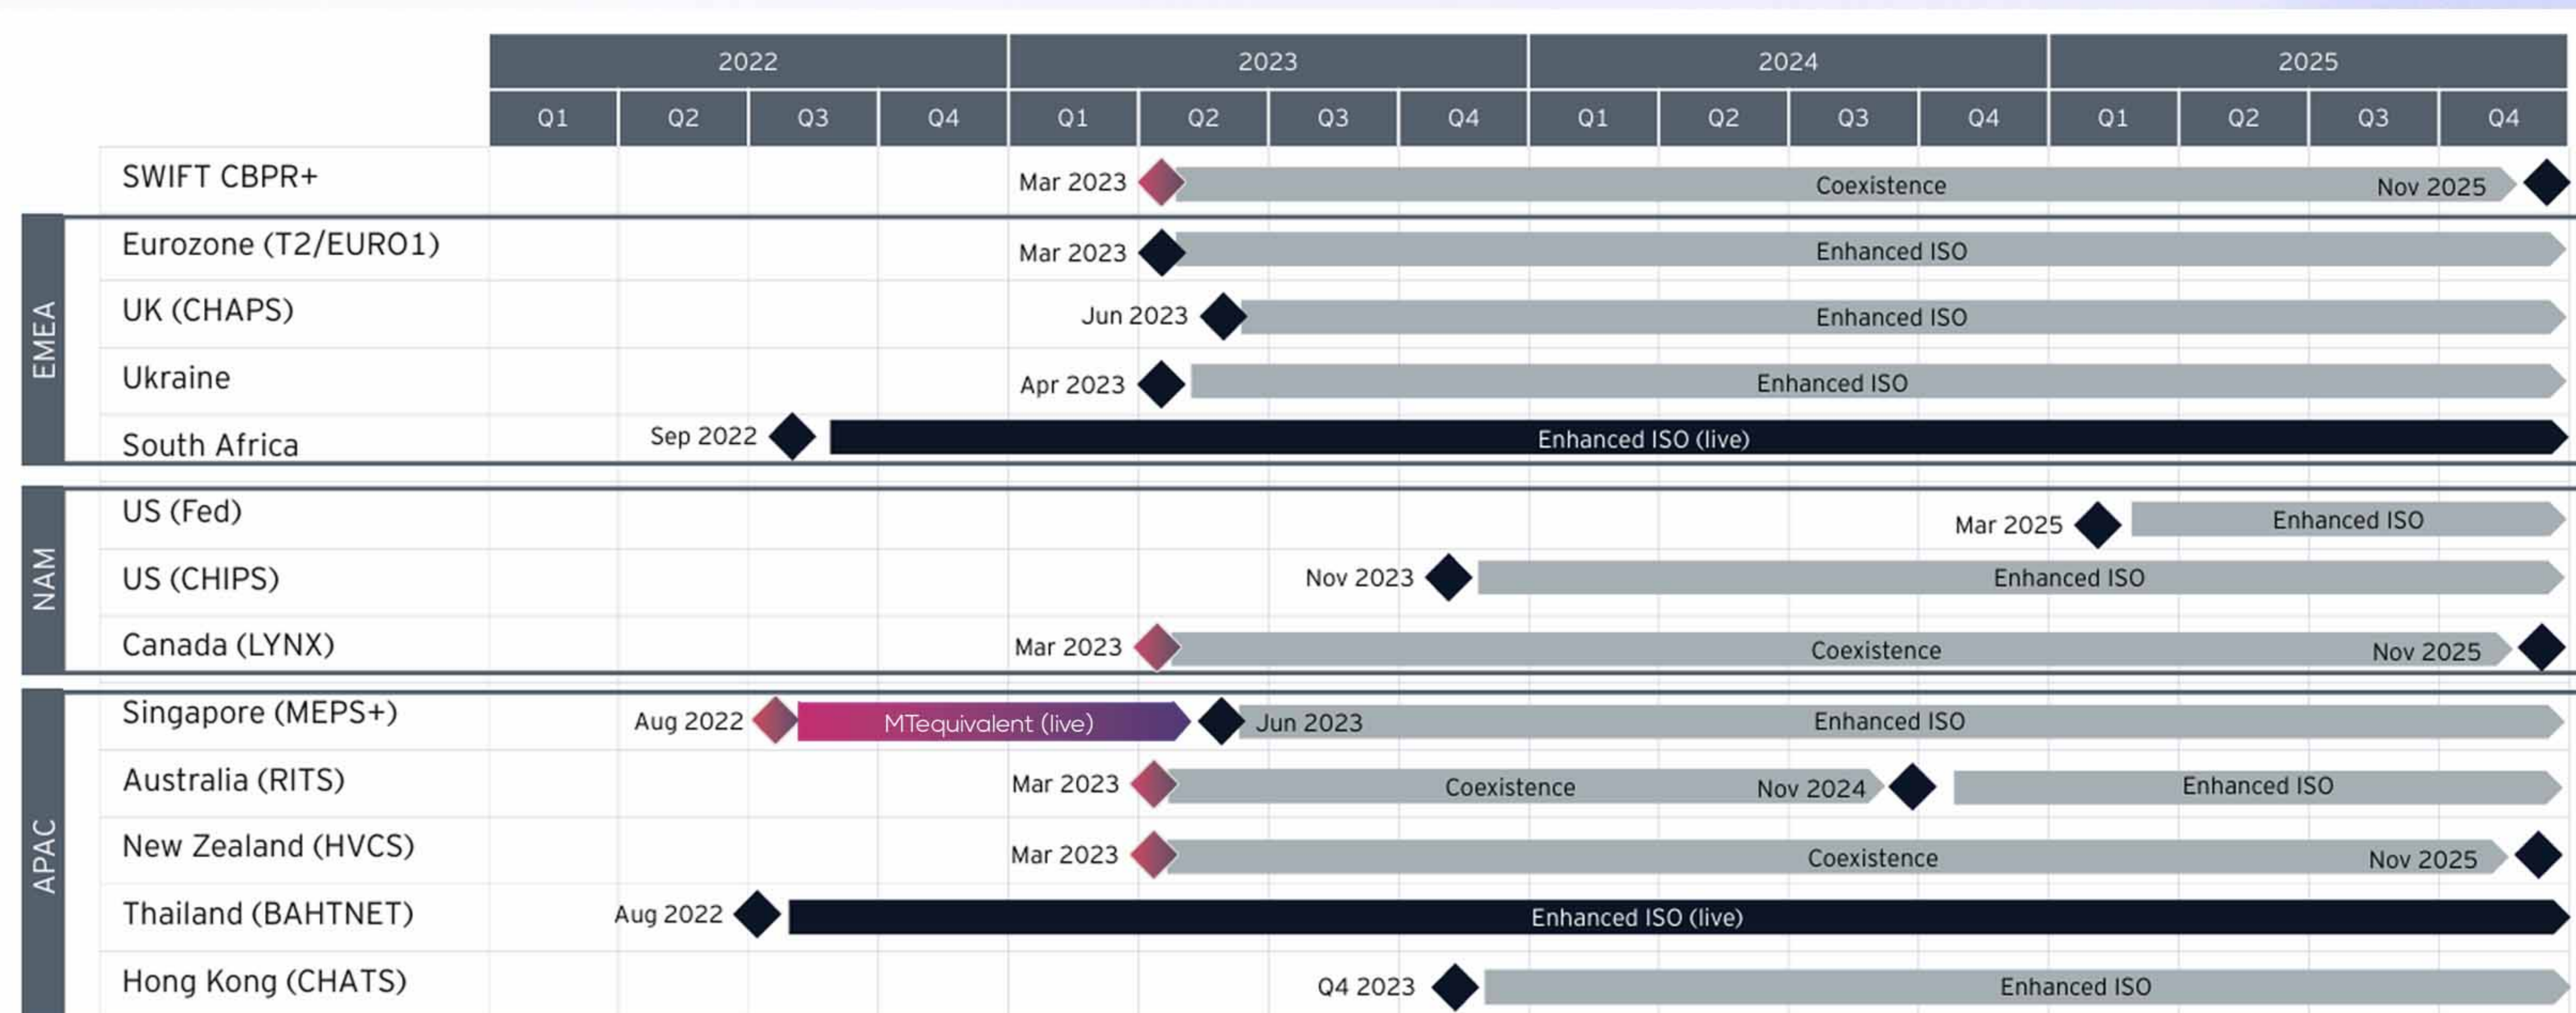 2022 2023 2024 2025
Q1 Q2 Q3 Q4 Q1 Q2 Q3 Q4 Q1 Q2 Q3 Q4 Q1 Q2 Q3 Q4
SWIFT CBPR+ Mar 2023 Coexistence Nov 2025
EMEA
Eurozone (T2/EURO1) Mar 2023 Enhanced ISO
UK (CHAPS) Jun 2023 Enhanced ISO
Ukraine Apr 2023 Enhanced ISO
South Africa Sep 2022 Enhanced ISO (live)
NAM
US (Fed) Mar 2025 Enhanced ISO
US (CHIPS) Nov 2023 Enhanced ISO
Canada (LYNX) Mar 2023 Coexistence Nov 2025
APAC
Singapore (MEPS+) Aug 2022 MTequivalent (live) Jun 2023 Enhanced ISO
Australia (RITS) Mar 2023 Coexistence Nov 2024 Enhanced ISO
New Zealand (HVCS) Mar 2023 Coexistence Nov 2025
Thailand (BAHTNET) Aug 2022 Enhanced ISO (live)
Hong Kong (CHATS) Q4 2023 Enhanced ISO